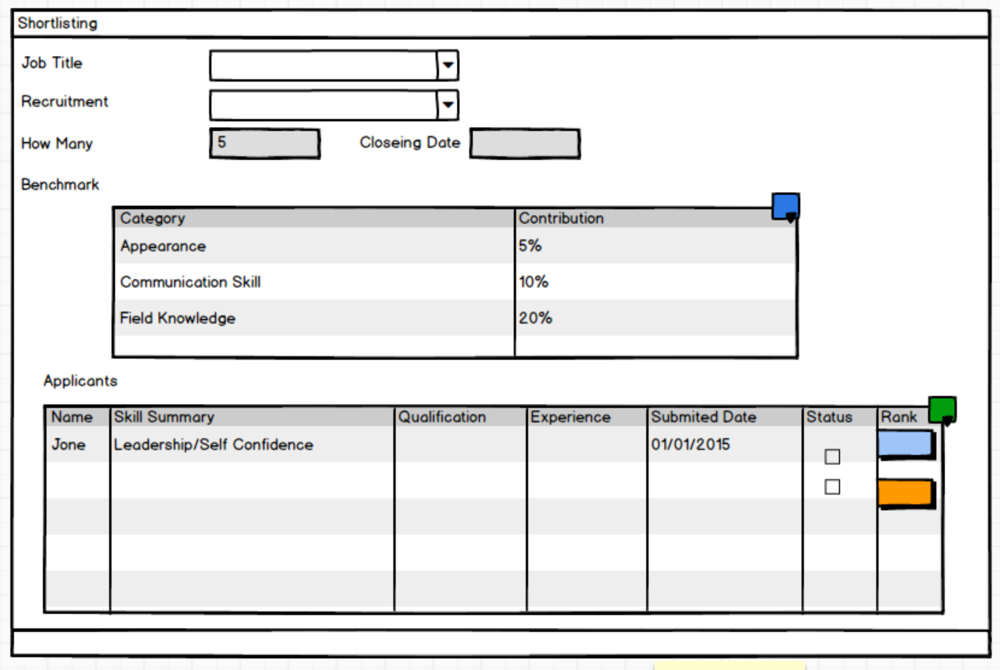 Shortlisting
Job Title
Recruitment
How Many 5 Closeing Date
Benchmark
Category Contribution
Appearance 5%
Communication Skill 10%
Field Knowledge 20%
Applicants
Name Skill Summary Qualification Experience Submited Date Status Rank
Jone Leadership/Self Confidence 01/01/2015